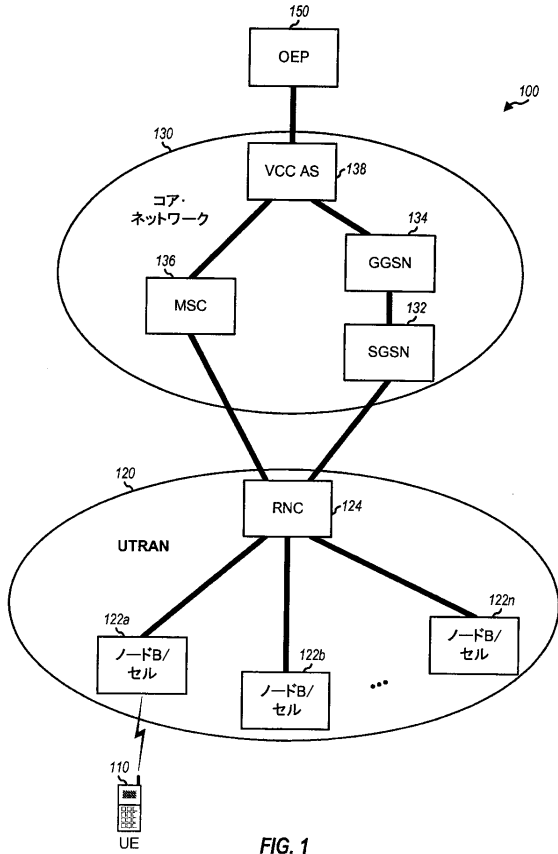 150
OEP
100
130
VCC AS
138
コア・
ネットワーク
134
GGSN
136
MSC
132
SGSN
120
RNC
124
UTRAN
122a
ノードB/
セル
122b
ノードB/
セル
...
122n
ノードB/
セル
110
UE
FIG. 1